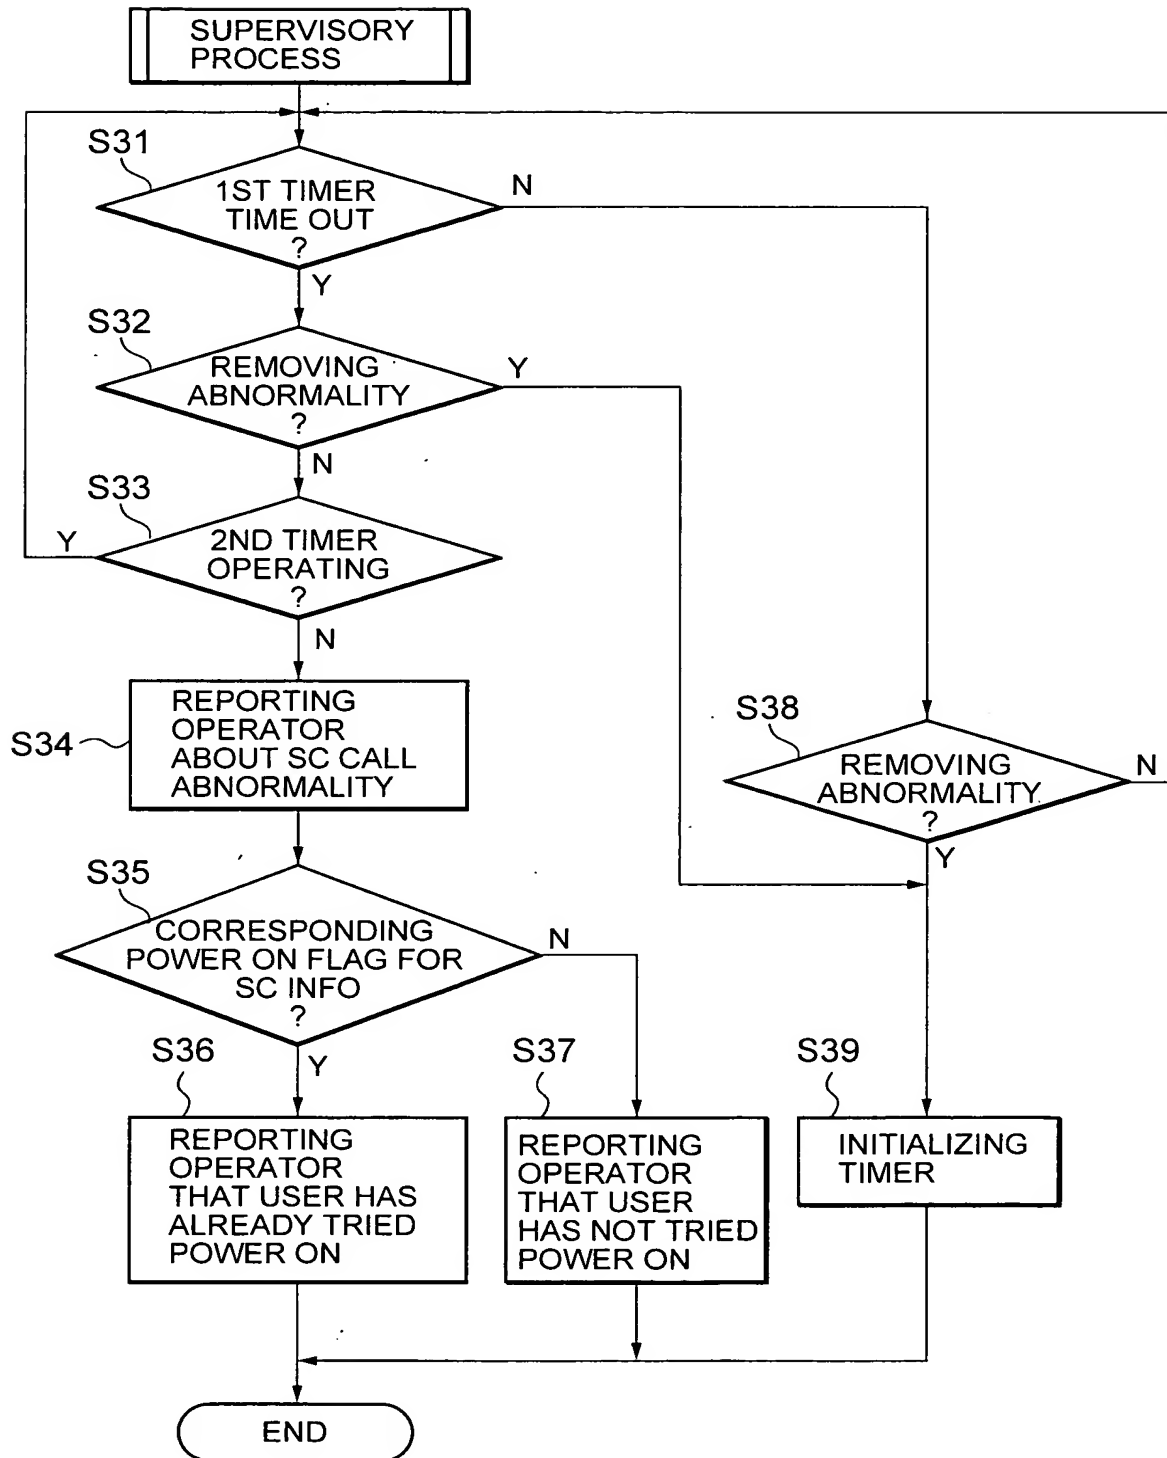 SUPERVISORY
PROCESS
S31
1ST TIMER
TIME OUT
?
N
Y
S32
REMOVING
ABNORMALITY
?
Y
N
S33
2ND TIMER
OPERATING
?
Y
N
S34
REPORTING
OPERATOR
ABOUT SC CALL
ABNORMALITY
S38
REMOVING
ABNORMALITY
?
N
Y
S35
CORRESPONDING
POWER ON FLAG FOR
SC INFO
?
N
Y
S36
REPORTING
OPERATOR
THAT USER HAS
ALREADY TRIED
POWER ON
S37
REPORTING
OPERATOR
THAT USER
HAS NOT TRIED
POWER ON
S39
INITIALIZING
TIMER
END